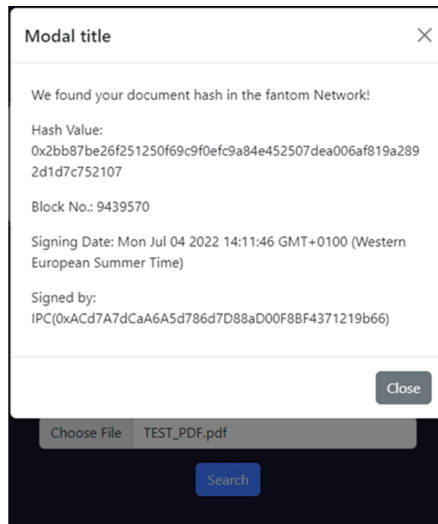 Modal title
We found your document hash in the fantom Network!
Hash Value:
0x2bb87be26f251250f69c9f0efc9a84e452507dea006af819a289
2d1d7c752107
Block No.: 9439570
Signing Date: Mon Jul 04 2022 14:11:46 GMT+0100 (Western
European Summer Time)
Signed by:
IPC(0xACd7A7dCaA6A5d786d7D88aD00F8BF4371219b66)
Close
Choose File TEST_PDF.pdf
Search